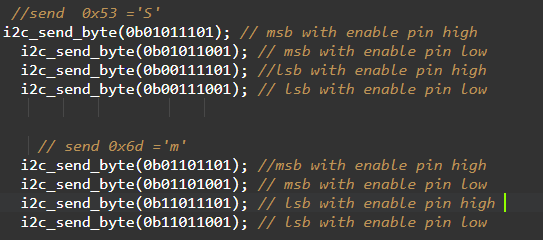 //send 0x53 ='S'
i2c_send_byte(0b01011101); // msb with enable pin high
i2c_send_byte(0b01011001); // msb with enable pin low
i2c_send_byte(0b00111101); //lsb with enable pin high
i2c_send_byte(0b00111001); // lsb with enable pin low
// send 0x6d ='m'
i2c_send_byte(0b01101101); //msb with enable pin high
i2c_send_byte(0b01101001); // msb with enable pin low
i2c_send_byte(0b11011101); // lsb with enable pin high
i2c_send_byte(0b11011001); // lsb with enable pin low